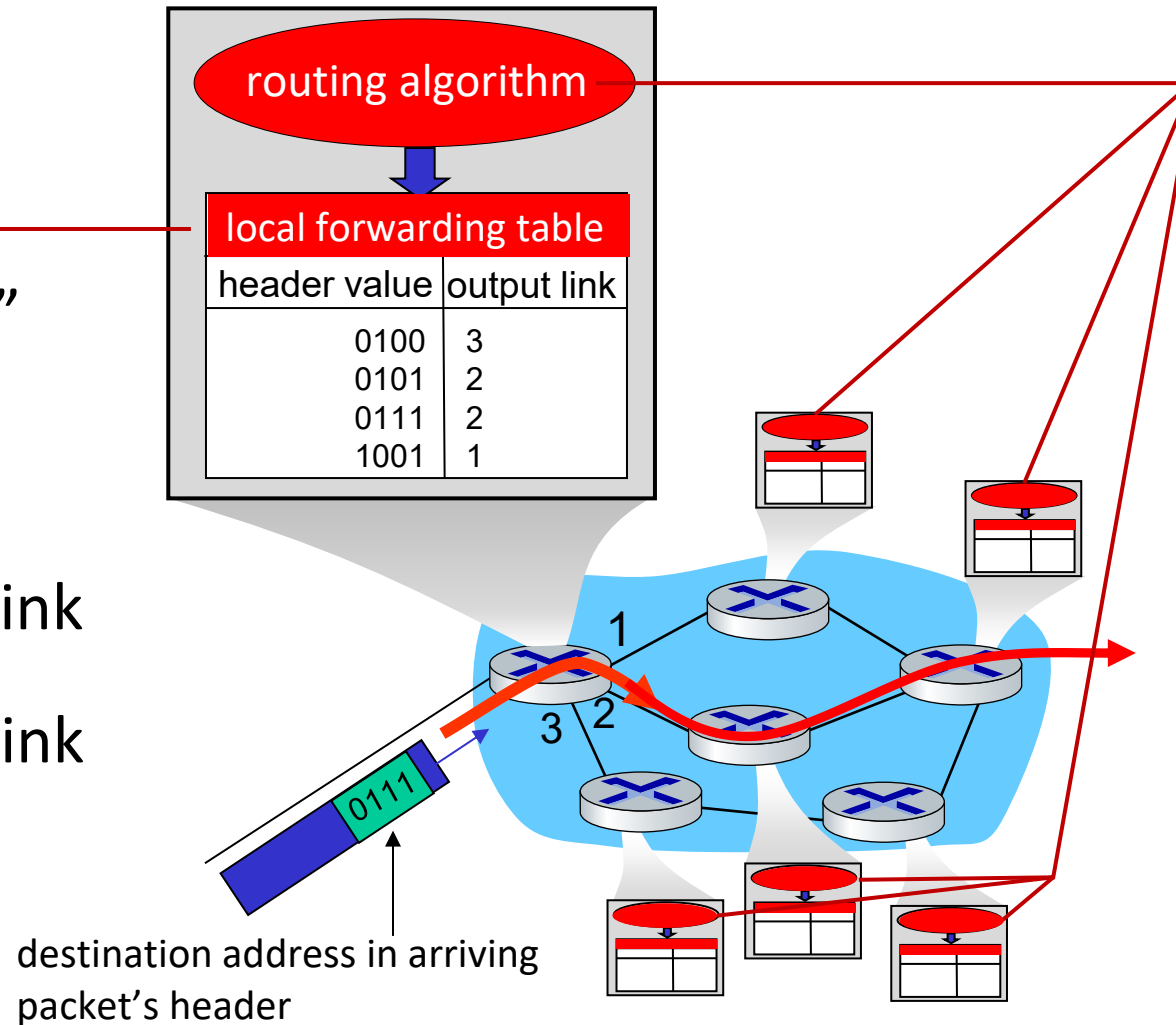 routing algorithm
local forwarding table
header value output link
0100 3
0101 2
0111 2
1001 1
”
ink
ink
1
2
3
0111
destination address in arriving
packet’s header